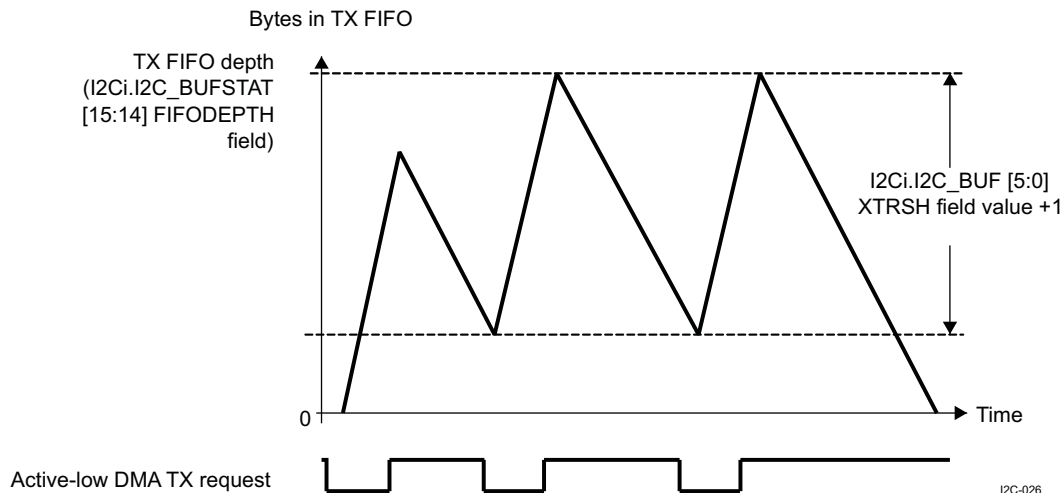 Bytes in TX FIFO
TX FIFO depth
(I2Ci.I2C_BUFSTAT
[15:14] FIFODEPTH
field)
I2Ci.I2C_BUF [5:0]
XTRSH field value +1
0
Time
Active-low DMA TX request
I2C-026